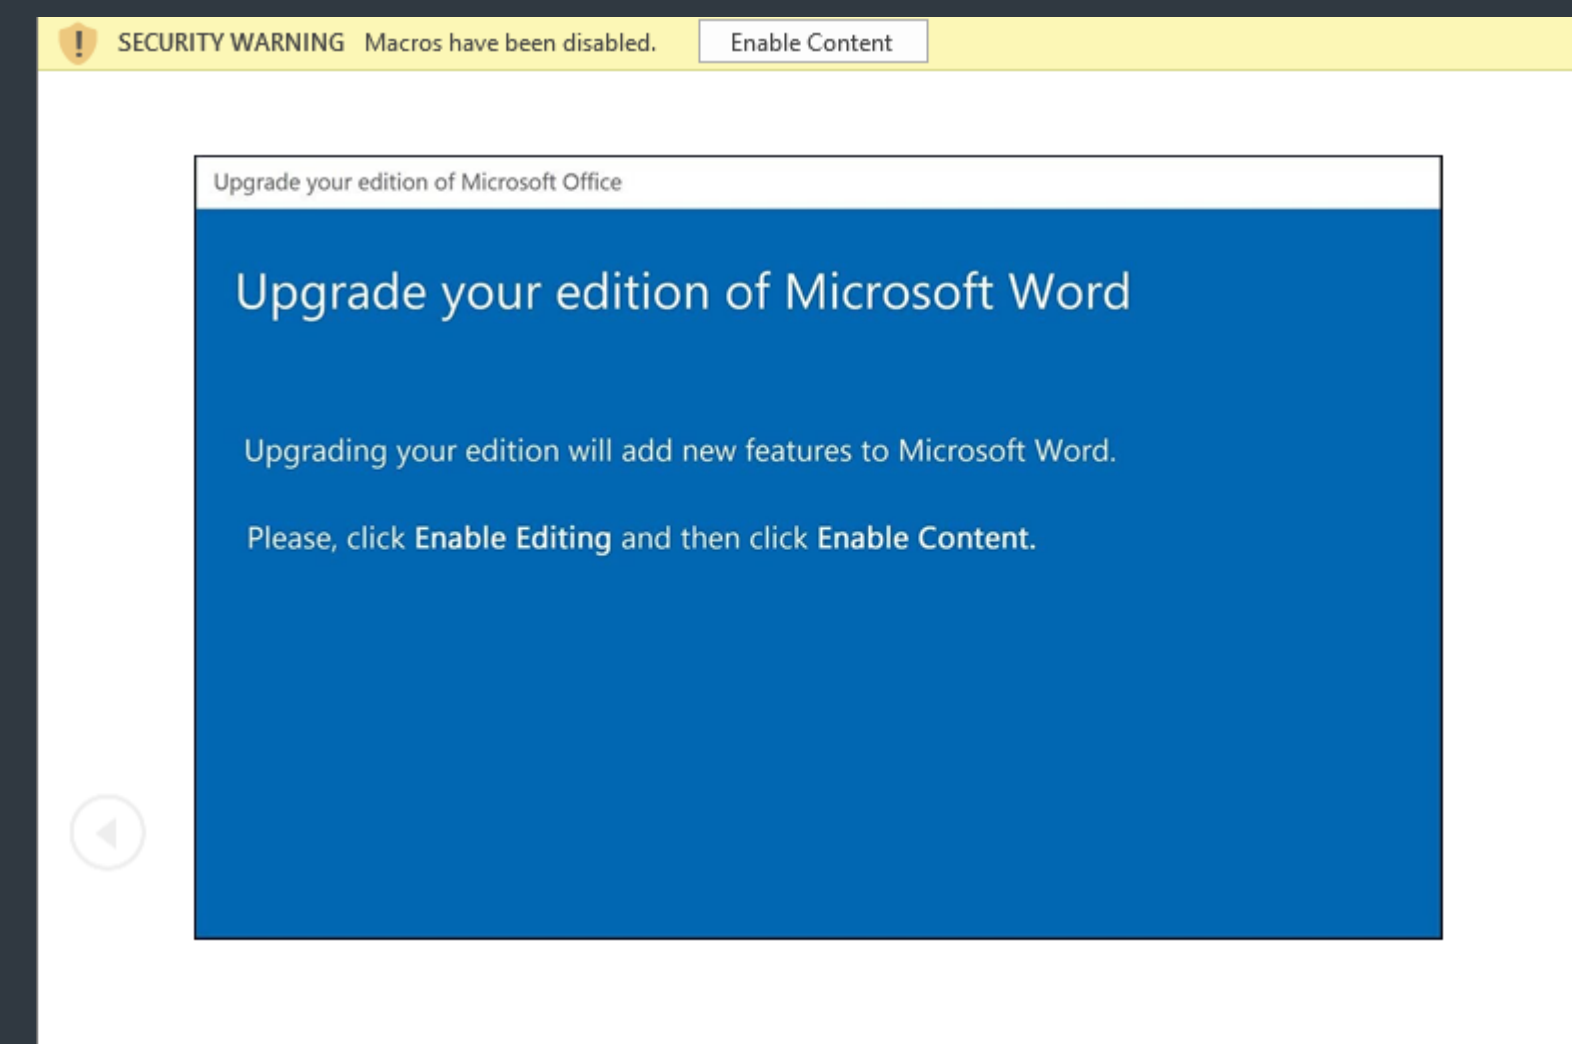 SECURITY WARNING Macros have been disabled. Enable Content
Upgrade your edition of Microsoft Office
Upgrade your edition of Microsoft Word
Upgrading your edition will add new features to Microsoft Word.
Please, click Enable Editing and then click Enable Content.